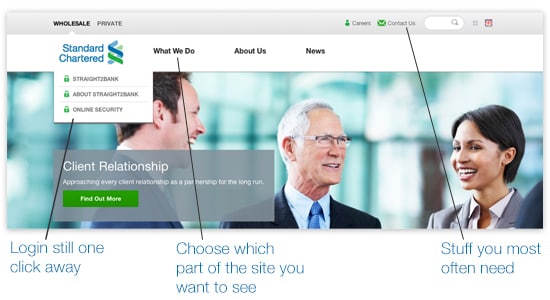 WHOLESALE PRIVATE
Careers Contact Us
Standard
Chartered
What We Do About Us News
STRAIGHT2BANK
ABOUT STRAIGHT2BANK
ONLINE SECURITY
Client Relationship
Approaching every client relationship as a partnership for the long run.
Find Out More
Login still one
click away
Choose which
part of the site you
want to see
Stuff you most
often need